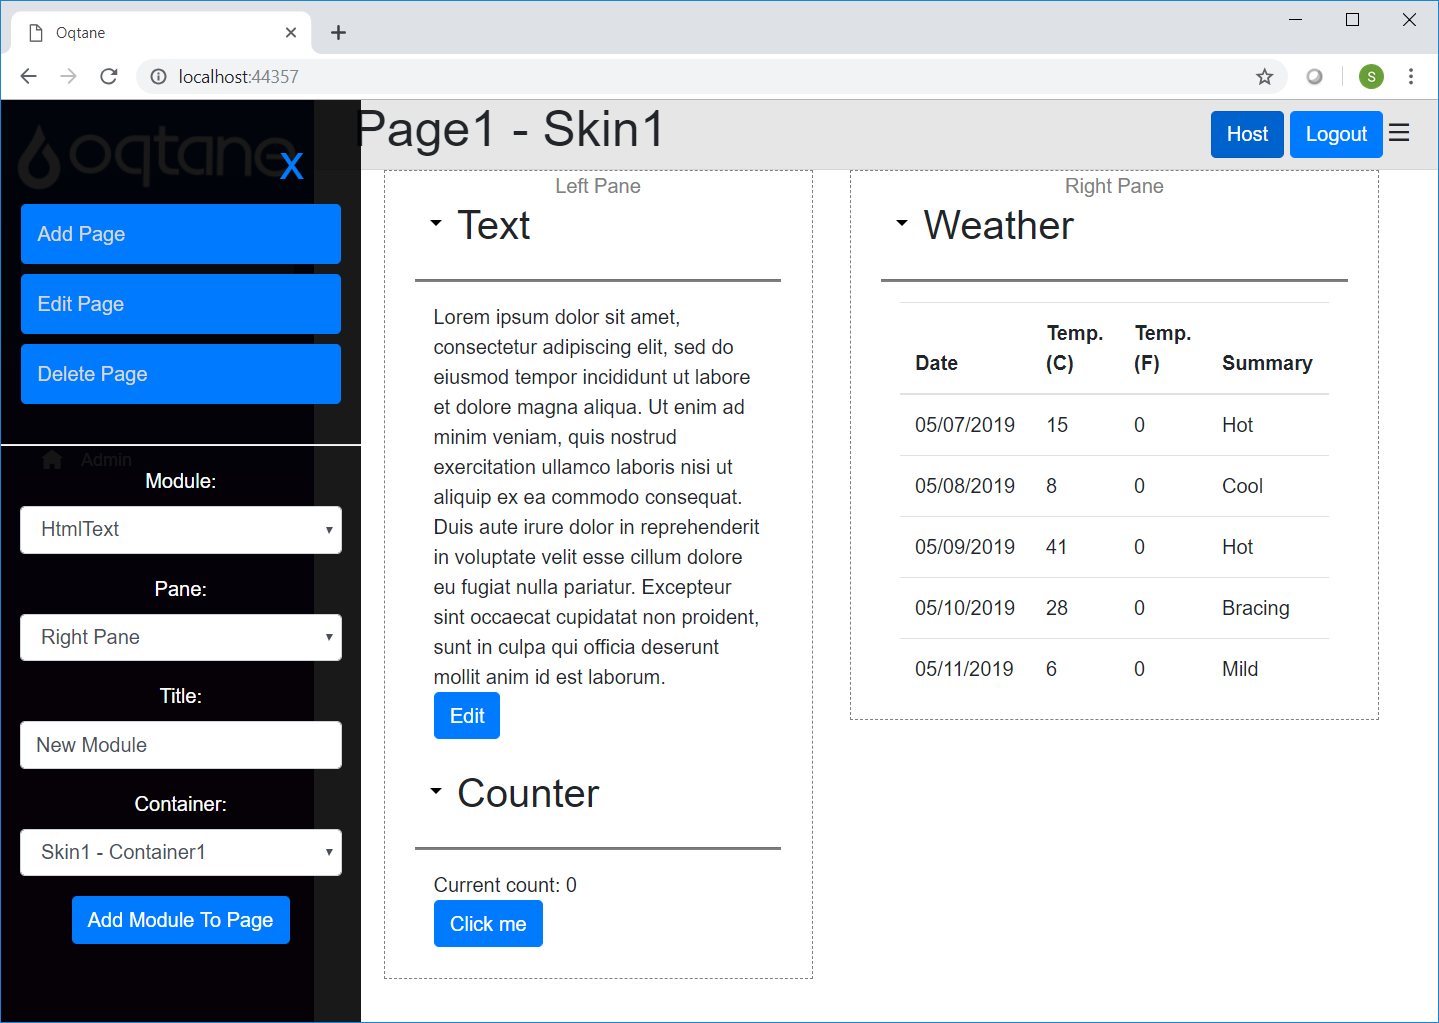 Oqtane
localhost:44357
oqtane
X
Page1 - Skin1
Host
Logout
Add Page
Edit Page
Delete Page
Admin
Module:
HtmlText
Pane:
Right Pane
Title:
New Module
Container:
Skin1 - Container1
Add Module To Page
Left Pane
Text
Lorem ipsum dolor sit amet,
consectetur adipiscing elit, sed do
eiusmod tempor incididunt ut labore
et dolore magna aliqua. Ut enim ad
minim veniam, quis nostrud
exercitation ullamco laboris nisi ut
aliquip ex ea commodo consequat.
Duis aute irure dolor in reprehenderit
in voluptate velit esse cillum dolore
eu fugiat nulla pariatur. Excepteur
sint occaecat cupidatat non proident,
sunt in culpa qui officia deserunt
mollit anim id est laborum.
Edit
Counter
Current count: 0
Click me
Right Pane
Weather
Date Temp. (C) Temp. (F) Summary
05/07/2019 15 0 Hot
05/08/2019 8 0 Cool
05/09/2019 41 0 Hot
05/10/2019 28 0 Bracing
05/11/2019 6 0 Mild
S